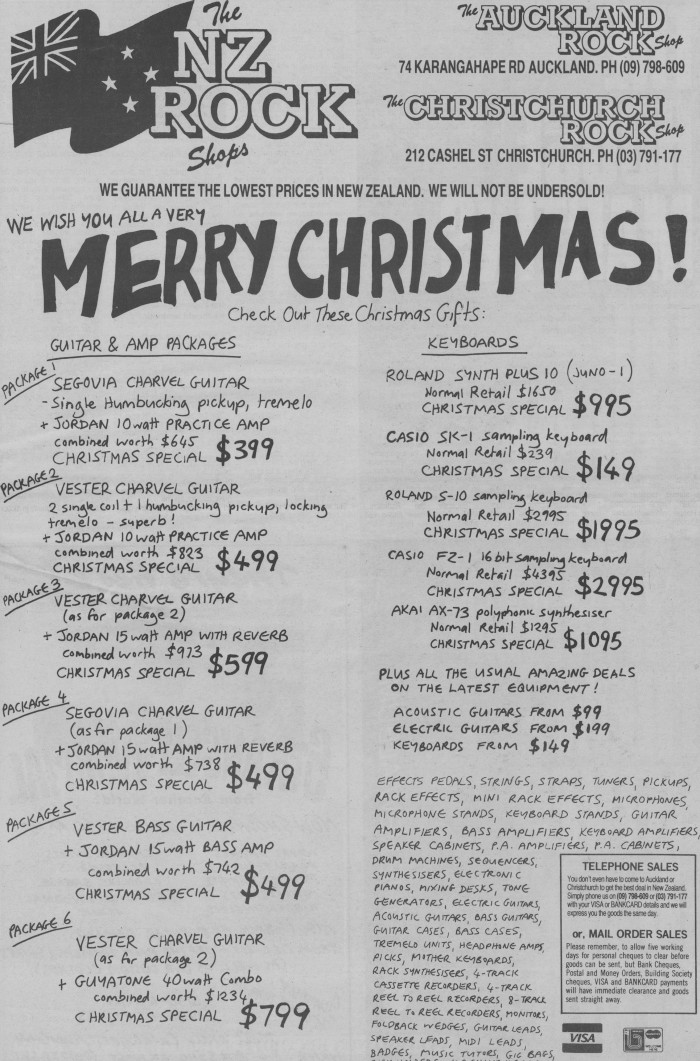 The
NZ
ROCK
Shops
The AUCKLAND
ROCK Shop
74 KARANGAHAPE RD AUCKLAND. PH (09) 798-609
The CHRISTCHURCH
ROCK Shop
212 CASHEL ST CHRISTCHURCH. PH (03) 791-177
WE GUARANTEE THE LOWEST PRICES IN NEW ZEALAND. WE WILL NOT BE UNDERSOLD!
WE WISH YOU ALL A VERY
MERRY CHRISTMAS!
Check Out These Christmas Gifts:
GUITAR & AMP PACKAGES
PACKAGE 1
SEGOVIA CHARVEL GUITAR
- Single Humbucking pickup, tremelo
+ JORDAN 10 watt PRACTICE AMP
combined worth $645
CHRISTMAS SPECIAL $399
PACKAGE 2
VESTER CHARVEL GUITAR
2 single coil + 1 humbucking pickup, locking
tremelo - superb!
+ JORDAN 10 watt PRACTICE AMP
combined worth $823
CHRISTMAS SPECIAL $499
PACKAGE 3
VESTER CHARVEL GUITAR
(as for package 2)
+ JORDAN 15 watt AMP WITH REVERB
combined worth $973
CHRISTMAS SPECIAL $599
PACKAGE 4
SEGOVIA CHARVEL GUITAR
(as for package 1)
+ JORDAN 15 watt AMP WITH REVERB
combined worth $738
CHRISTMAS SPECIAL $499
PACKAGE 5
VESTER BASS GUITAR
+ JORDAN 15 watt BASS AMP
combined worth $742
CHRISTMAS SPECIAL $499
PACKAGE 6
VESTER CHARVEL GUITAR
(as for package 2)
+ GUYATONE 40 watt Combo
combined worth $1234
CHRISTMAS SPECIAL $799
KEYBOARDS
ROLAND SYNTH PLUS 10 (JUNO-1)
Normal Retail $1650
CHRISTMAS SPECIAL $995
CASIO SK-1 sampling keyboard
Normal Retail $239
CHRISTMAS SPECIAL $149
ROLAND S-10 sampling keyboard
Normal Retail $2995
CHRISTMAS SPECIAL $1995
CASIO FZ-1 16 bit sampling keyboard
Normal Retail $4395
CHRISTMAS SPECIAL $2995
AKAI AX-73 polyphonic synthesiser
Normal Retail $1295
CHRISTMAS SPECIAL $1095
PLUS ALL THE USUAL AMAZING DEALS
ON THE LATEST EQUIPMENT!
ACOUSTIC GUITARS FROM $99
ELECTRIC GUITARS FROM $199
KEYBOARDS FROM $149
EFFECTS PEDALS, STRINGS, STRAPS, TUNERS, PICKUPS,
RACK EFFECTS, MINI RACK EFFECTS, MICROPHONES,
MICROPHONE STANDS, KEYBOARD STANDS, GUITAR
AMPLIFIERS, BASS AMPLIFIERS, KEYBOARD AMPLIFIERS,
SPEAKER CABINETS, P.A. AMPLIFIERS, P.A. CABINETS,
DRUM MACHINES, SEQUENCERS,
SYNTHESISERS, ELECTRONIC
PIANOS, MIXING DESKS, TONE
GENERATORS, ELECTRIC GUITARS,
ACOUSTIC GUITARS, BASS GUITARS,
GUITAR CASES, BASS CASES,
TREMELO UNITS, HEADPHONE AMPS,
PICKS, MOTHER KEYBOARDS,
RACK SYNTHESISERS, 4-TRACK
CASSETTE RECORDERS, 4-TRACK
REEL TO REEL RECORDERS, 8-TRACK
REEL TO REEL RECORDERS, MONITORS,
FOLDBACK WEDGES, GUITAR LEADS,
SPEAKER LEADS, MIDI LEADS,
BADGES, MUSIC TUTORS, GIG BAGS,
TELEPHONE SALES
You don't even have to come to Auckland or
Christchurch to get the best deal in New Zealand.
Simply phone us on (09) 798-609 or (03) 791-177
with your VISA or BANKCARD details and we will
express you the goods the same day.
or, MAIL ORDER SALES
Please remember, to allow five working
days for personal cheques to clear before
goods can be sent, but Bank Cheques,
Postal and Money Orders, Building Society
cheques, VISA and BANKCARD payments
will have immediate clearance and goods
sent straight away.
VISA